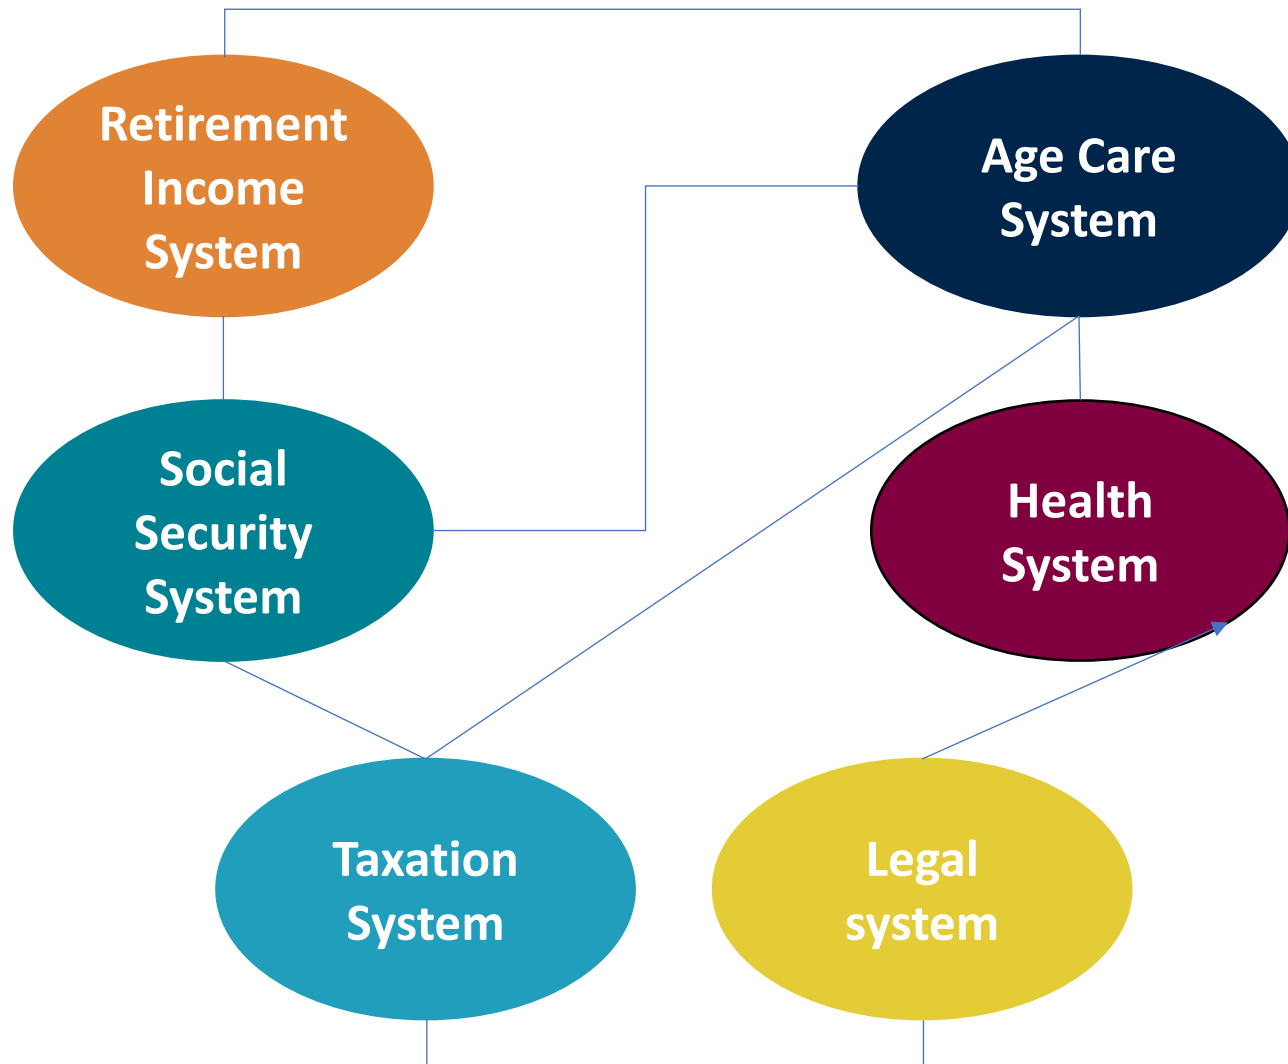 Retirement
Income
System
Age Care
System
Social
Security
System
Health
System
Taxation
System
Legal
system